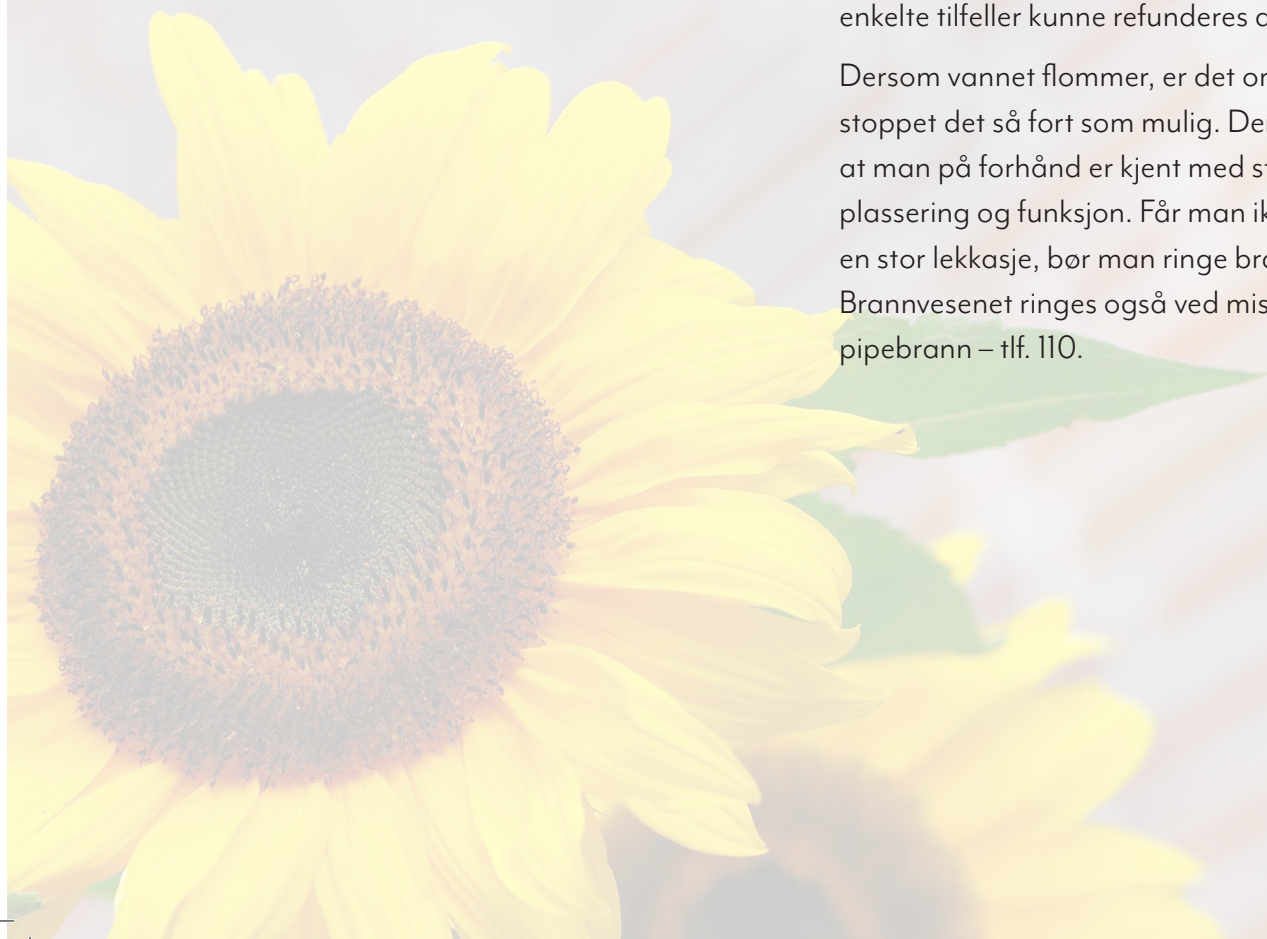 enkelte tilfeller kunne refunderes
Dersom vannet flommer, er det
stoppet det så fort som mulig.
at man på forhånd er kjent med
plassering og funksjon. Får man
en stor lekkasje, bør man ringe
Brannvesenet ringes også ved
pipebrann – tlf. 110.